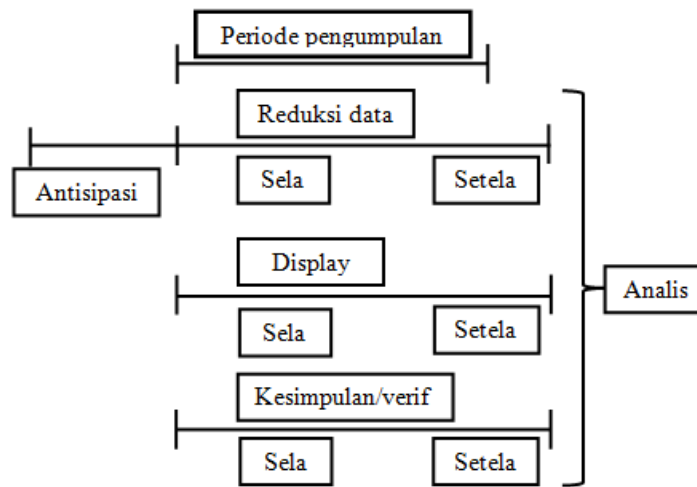 Periode pengumpulan
Reduksi data
Antisipasi
Sela
Setela
Display
Analis
Sela
Setela
Kesimpulan/verif
Sela
Setela